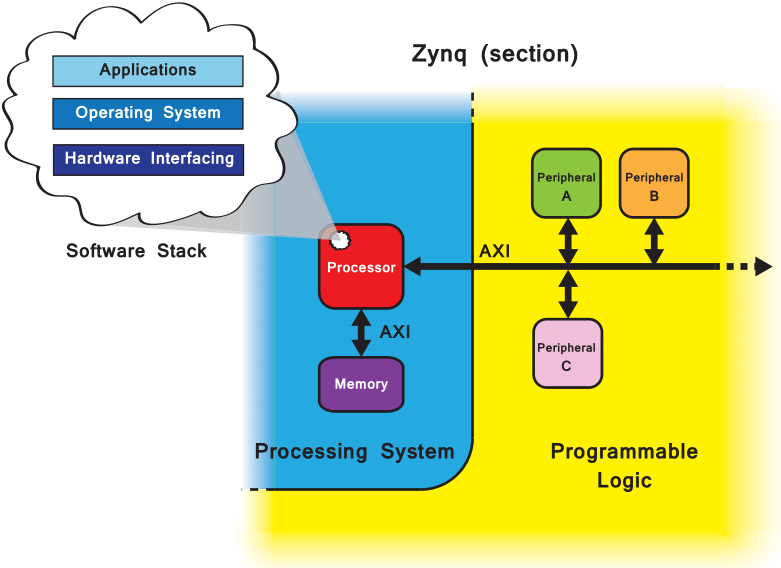 Zynq (section)
Applications
Operating System
Hardware Interfacing
Software Stack
Peripheral
A
Peripheral
B
AXI
Processor
AXI
Peripheral
C
Memory
Processing System
Programmable
Logic